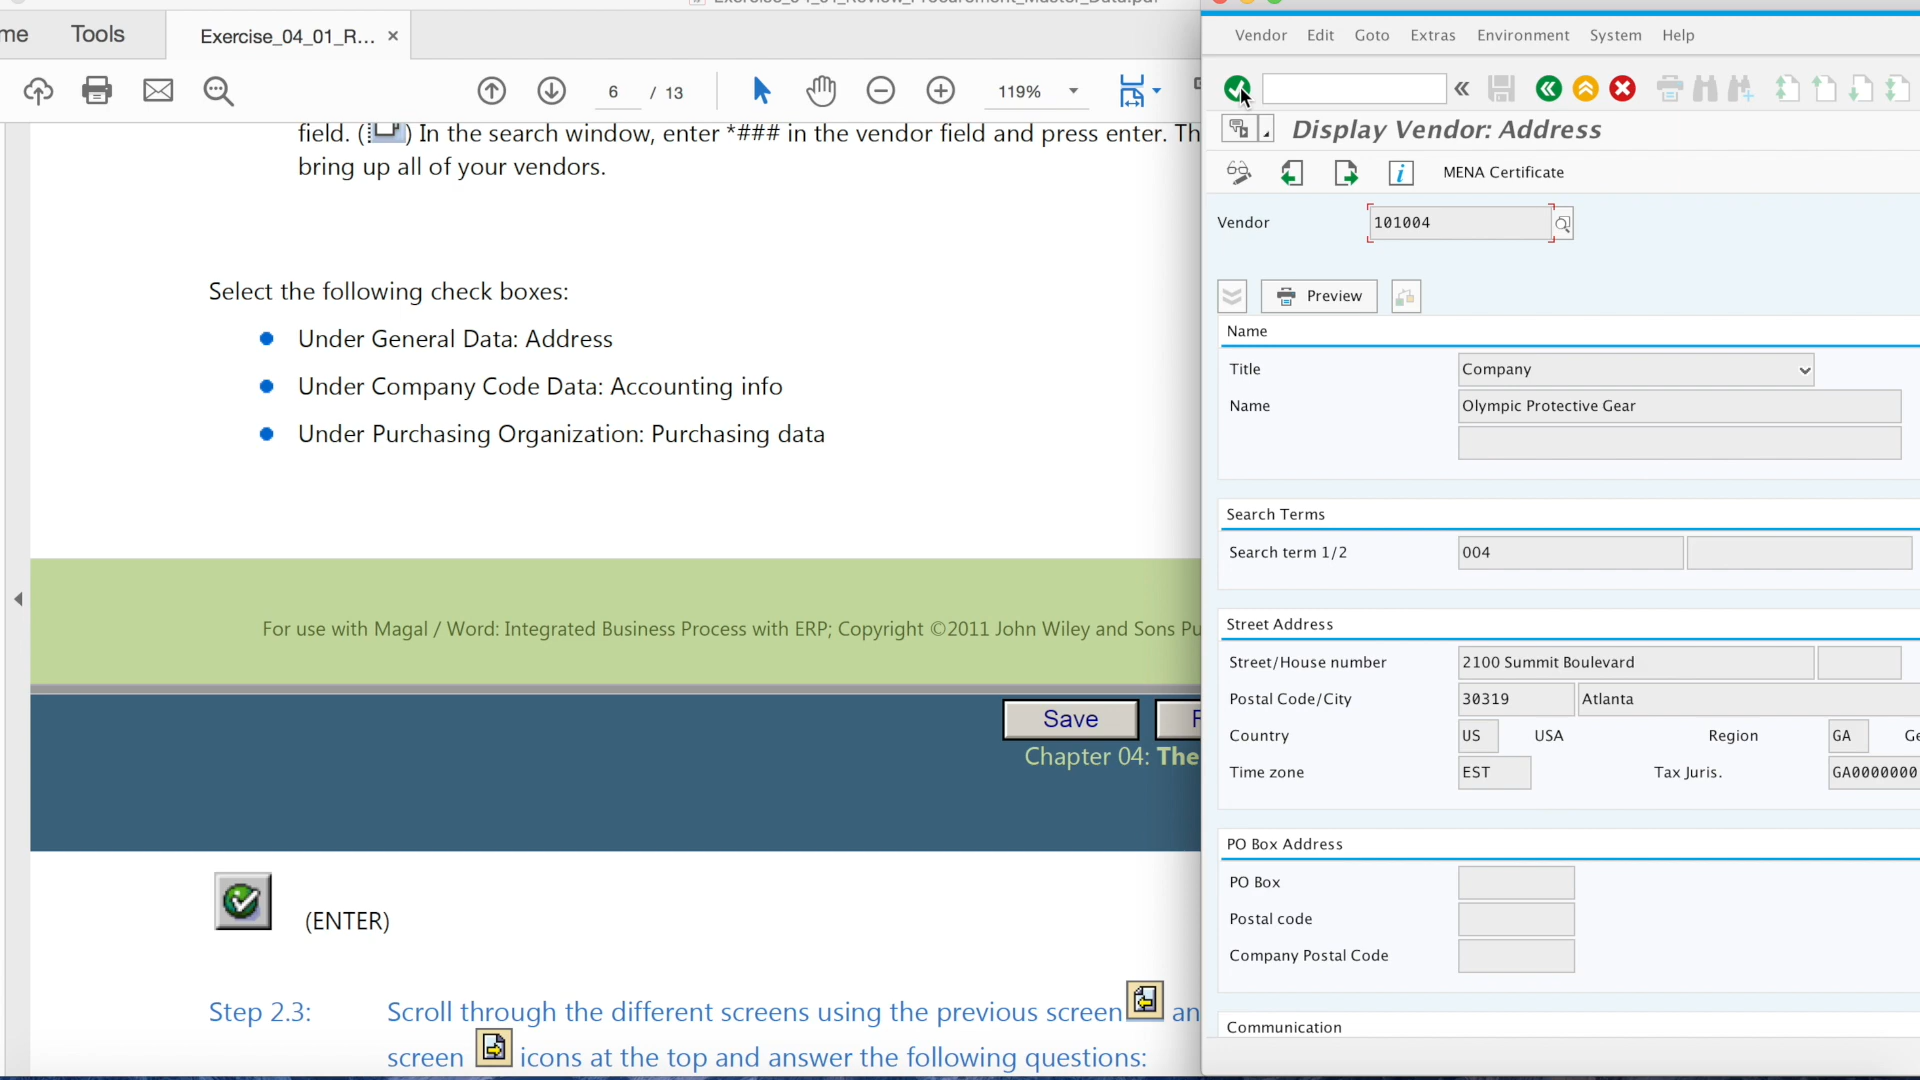 me
Tools
Exercise_04_01_R...
6 / 13
119%
field. ( ) In the search window, enter *### in the vendor field and press enter. Th
bring up all of your vendors.
Select the following check boxes:
Under General Data: Address
Under Company Code Data: Accounting info
Under Purchasing Organization: Purchasing data
For use with Magal / Word: Integrated Business Process with ERP; Copyright ©2011 John Wiley and Sons Pu
Save
Chapter 04: The
(ENTER)
Step 2.3: Scroll through the different screens using the previous screen an
screen icons at the top and answer the following questions:
Vendor Edit Goto Extras Environment System Help
Display Vendor: Address
MENA Certificate
Vendor 101004
Preview
Name
Title Company
Name Olympic Protective Gear
Search Terms
Search term 1/2 004
Street Address
Street/House number 2100 Summit Boulevard
Postal Code/City 30319 Atlanta
Country US USA Region GA Ge
Time zone EST Tax Juris. GA0000000
PO Box Address
PO Box
Postal code
Company Postal Code
Communication